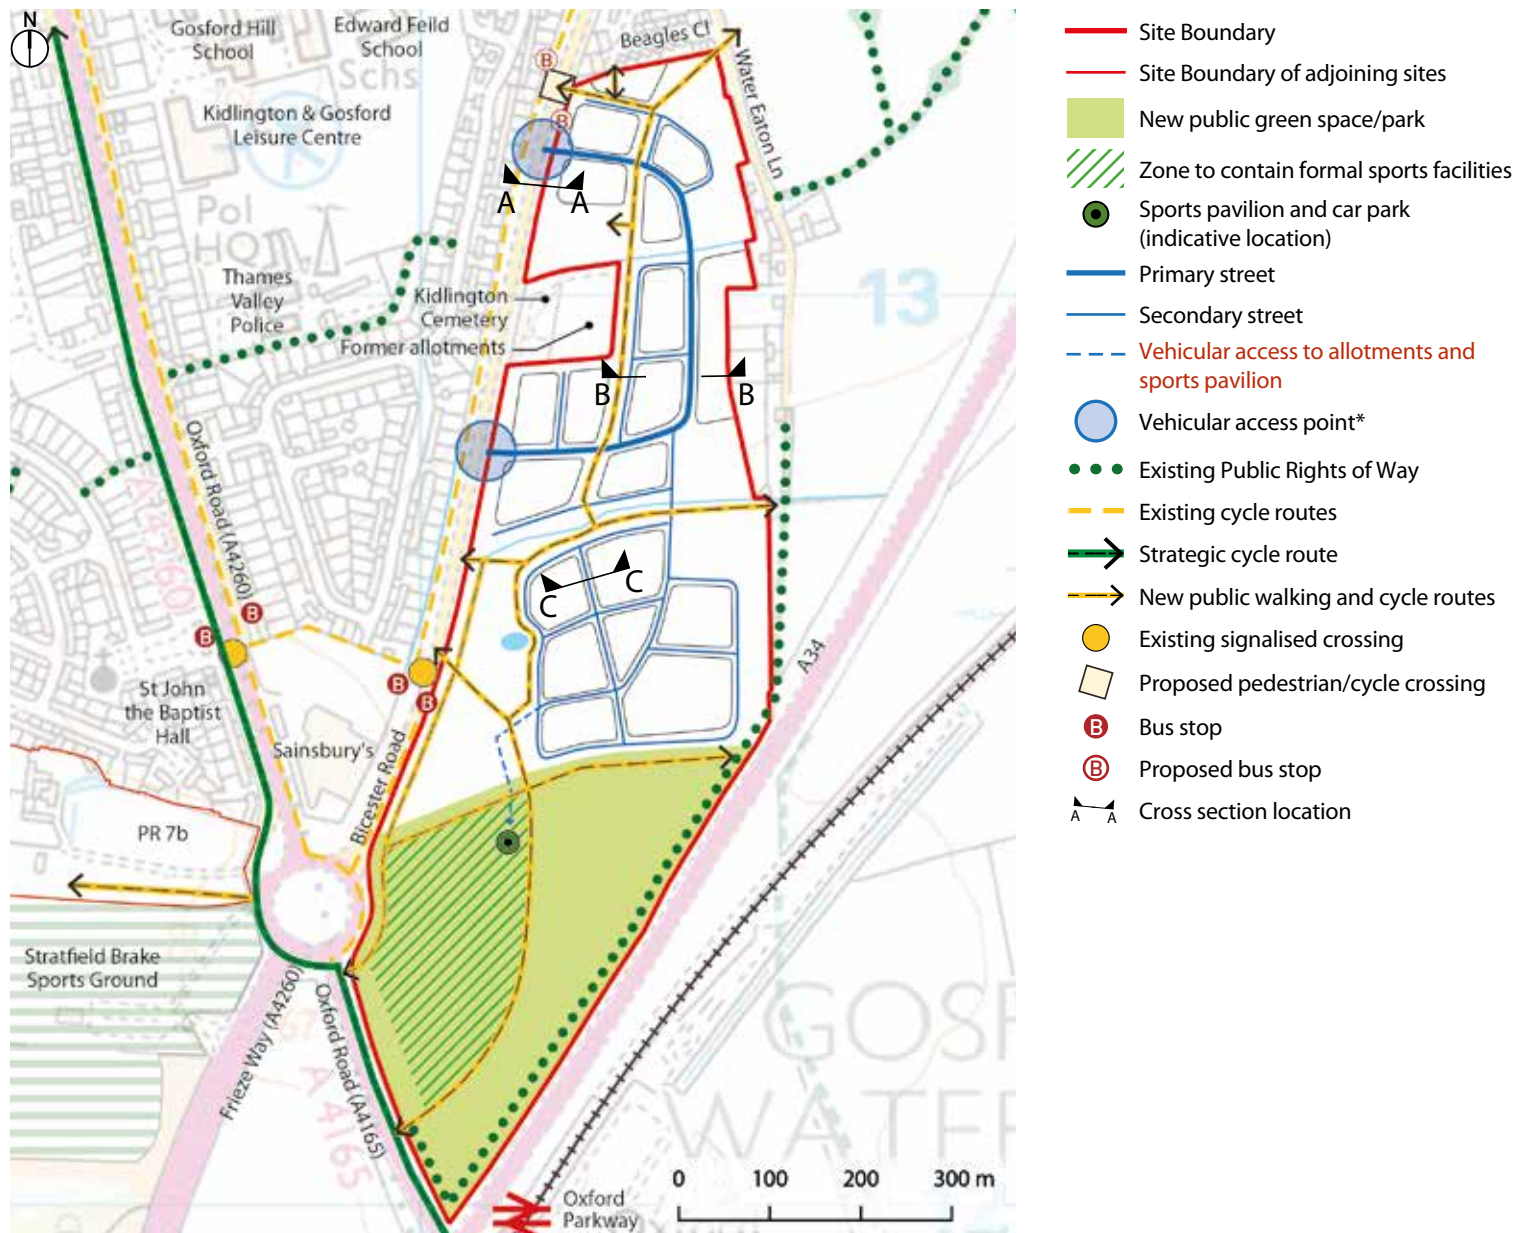 N
Gosford Hill
School
Edward Feild
School
Schs
Beagles Cl
Water Eaton Ln
B
B
Kidlington & Gosford
Leisure Centre
A
A
Pol
HQ
Thames
Valley
Police
Kidlington
Cemetery
Former allotments
13
B
B
Oxford Road (A4260)
A4260
C
C
B
B
B
B
A34
St John
the Baptist
Hall
Sainsbury's
Bicester Road
PR 7b
Stratfield Brake
Sports Ground
Frieze Way (A4260)
Oxford Road (A4165)
A 4165
GOSF
WATER
0
100
200
300 m
Oxford
Parkway
Site Boundary
Site Boundary of adjoining sites
New public green space/park
Zone to contain formal sports facilities
Sports pavilion and car park
(indicative location)
Primary street
Secondary street
Vehicular access to allotments and
sports pavilion
Vehicular access point*
Existing Public Rights of Way
Existing cycle routes
Strategic cycle route
New public walking and cycle routes
Existing signalised crossing
Proposed pedestrian/cycle crossing
B Bus stop
B Proposed bus stop
A A Cross section location